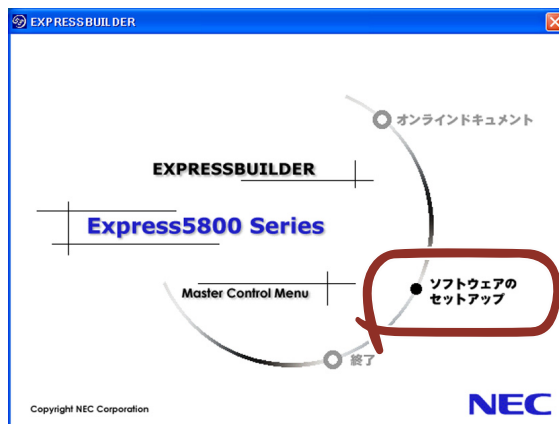 EXPRESSBUILDER
オンラインドキュメント
EXPRESSBUILDER
Express5800 Series
ソフトウェアの
セットアップ
Master Control Menu
終了
Copyright NEC Corporation
NEC